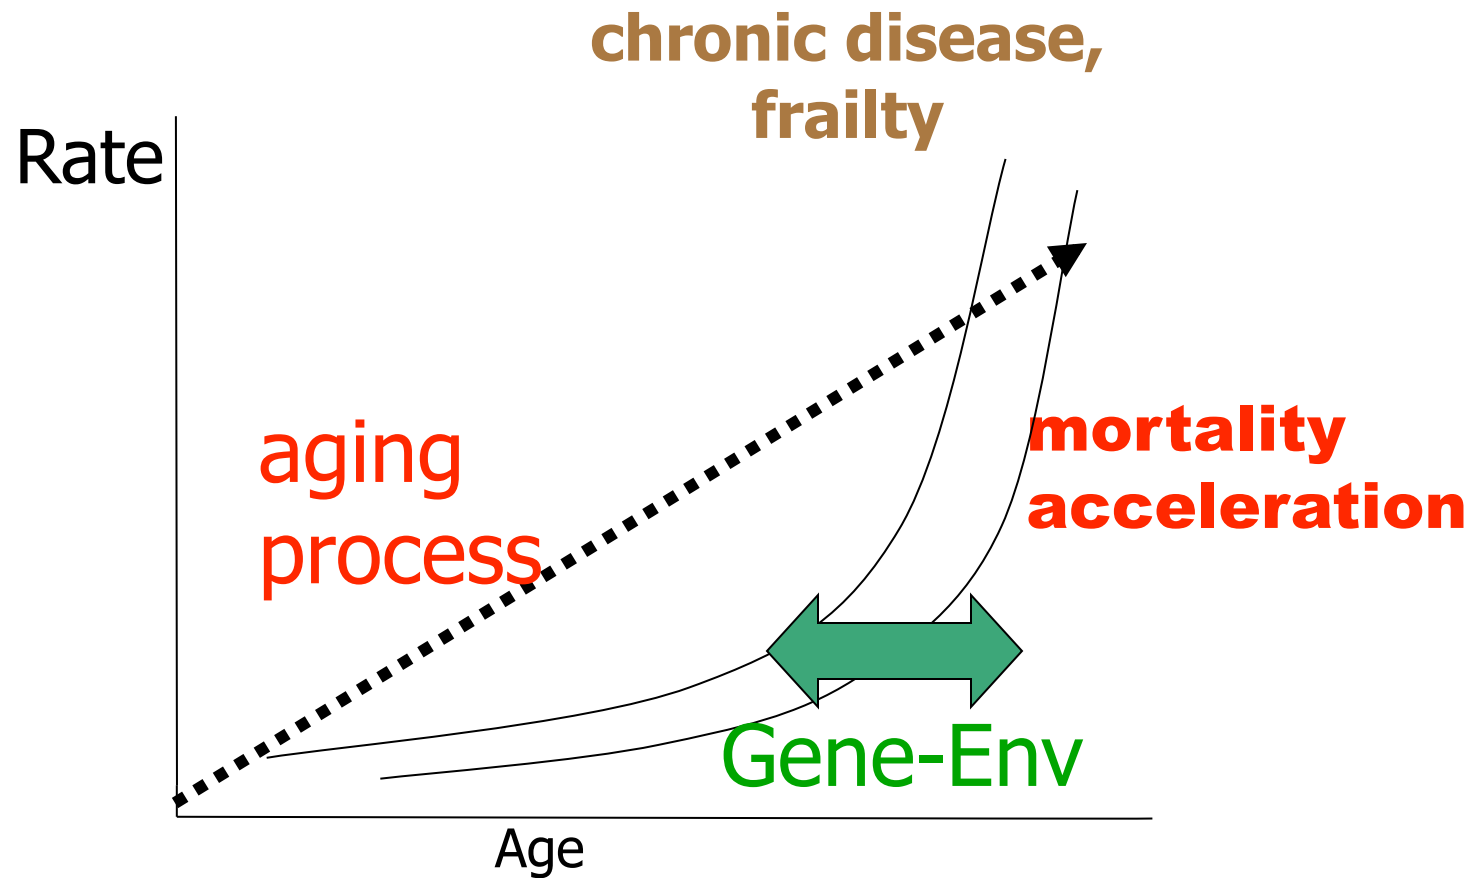 chronic disease,
frailty
Rate
aging
process
mortality
acceleration
Gene-Env
Age